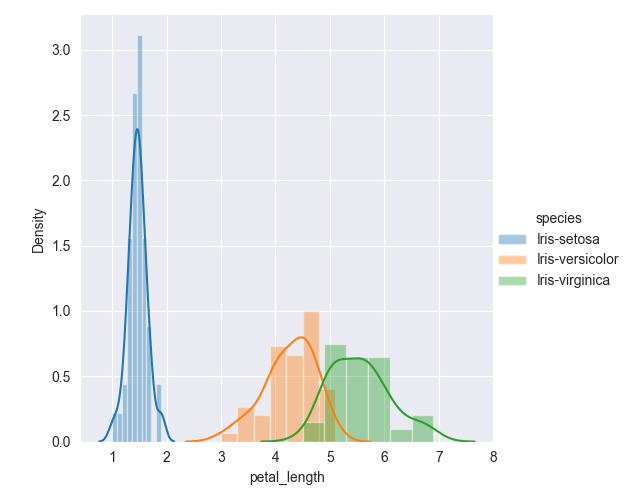 3.0
2.5
2.0
1.5
1.0
0.5
0.0
Density
1 2 3 4 5 6 7 8
petal_length
species
Iris-setosa
Iris-versicolor
Iris-virginica